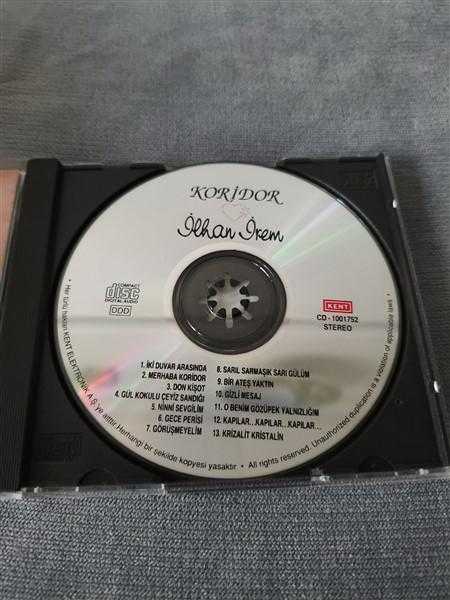 KORİDOR
İlhan İrem
COMPACT
disc
DIGITAL AUDIO
DDD
KENT
CD - 1001752
STEREO
1. İKİ DUVAR ARASINDA
2. MERHABA KORİDOR
3. DON KİŞOT
4. GÜL KOKULU ÇEYİZ SANDIĞI
5. NİNNİ SEVGİLİM
6. GECE PERİSİ
7. GÖRÜŞMEYELİM
8. SARIL SARMAŞIK SARI GÜLÜM
9. BİR ATEŞ YAKTIN
10. GİZLİ MESAJ
11. O BENİM GÖZÜPEK YALNIZLIĞIM
12. KAPILAR...KAPILAR...KAPILAR...
13. KRİZALİT KRİSTALİN
• Her türlü hakları KENT ELEKTRONİK A.Ş.'ye aittir. Herhangi bir şekilde kopyesi yasaktır. • All rights reserved. Unauthorized duplication is a violation of applicable laws •